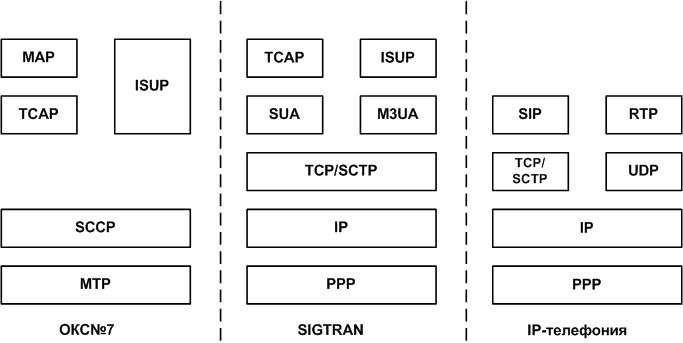 MAP
ISUP
TCAP
SCCP
MTP
ОКС№7
TCAP
ISUP
SUA
M3UA
TCP/SCTP
IP
PPP
SIGTRAN
SIP
RTP
TCP/
SCTP
UDP
IP
PPP
IP-телефония